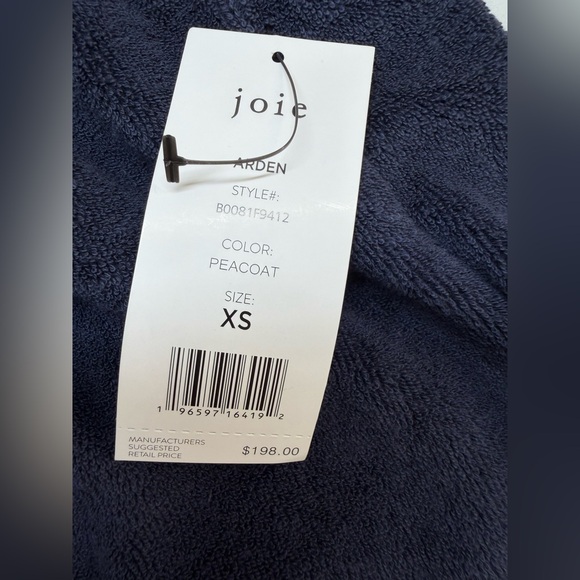 joie
ARDEN
STYLE#:
B0081F9412
COLOR:
PEACOAT
SIZE:
XS
1 96597 16419 2
MANUFACTURERS
SUGGESTED
RETAIL PRICE
$198.00